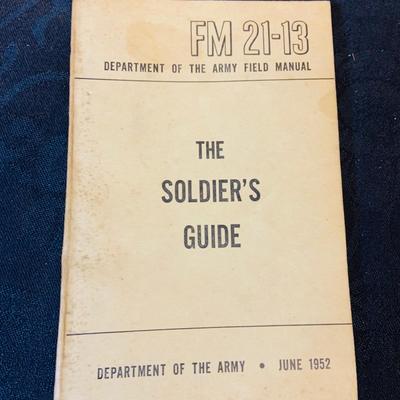 FM 21-13
DEPARTMENT OF THE ARMY FIELD MANUAL
THE
SOLDIER'S
GUIDE
DEPARTMENT OF THE ARMY • JUNE 1952